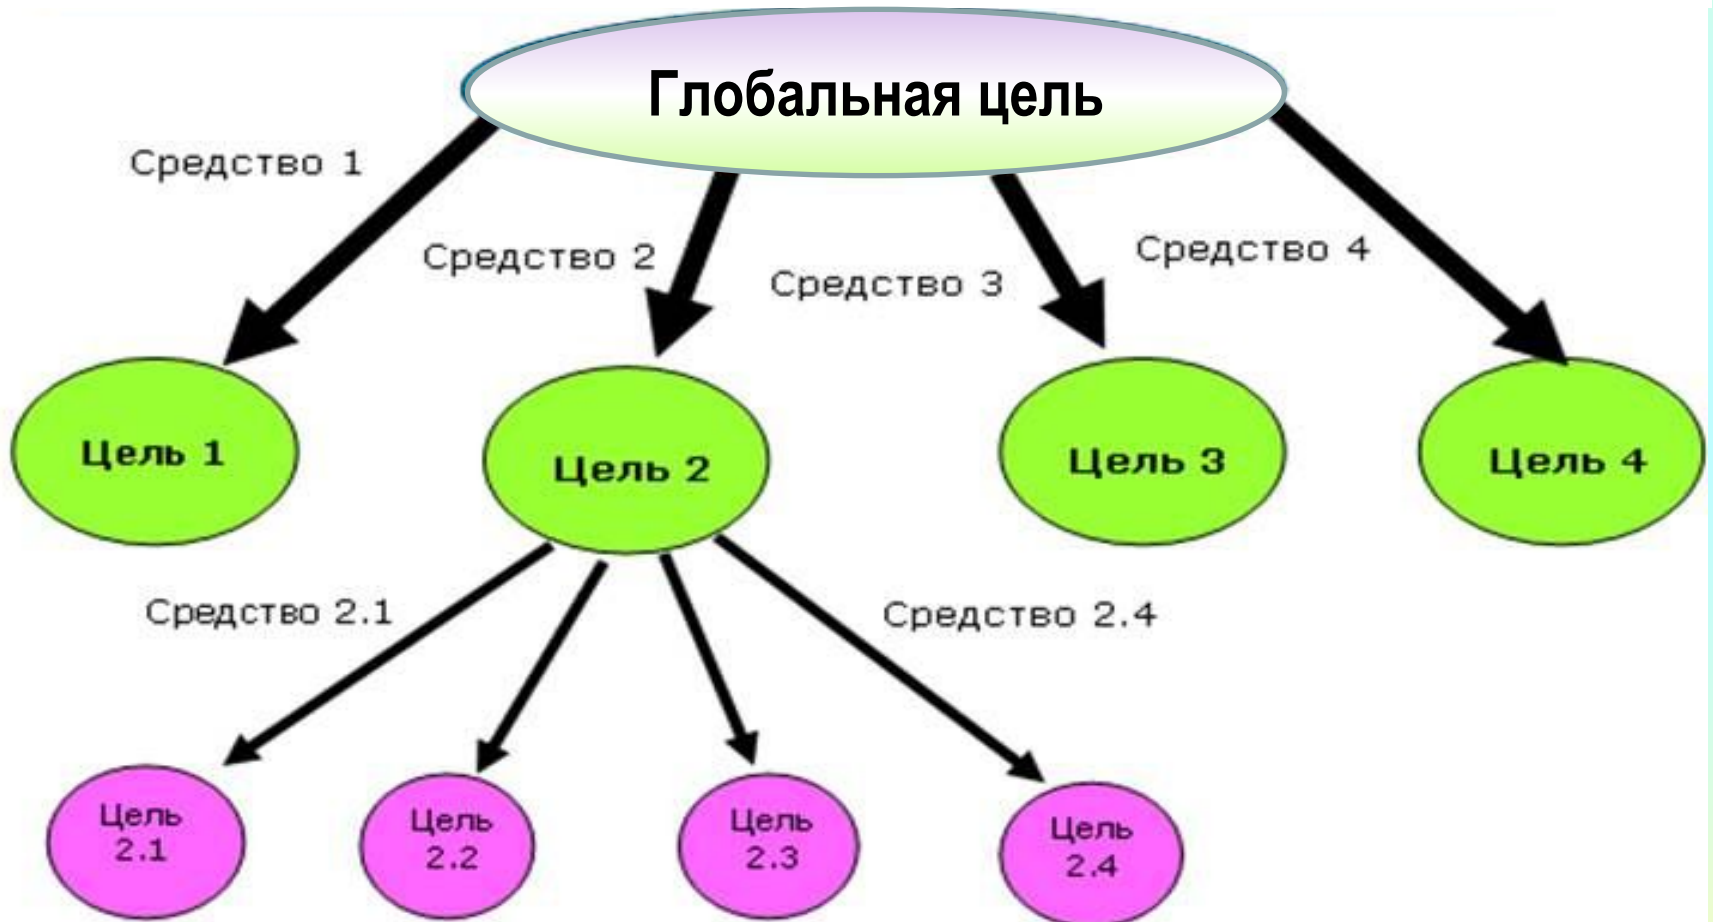 Глобальная цель
Средство 1
Средство 2
Средство 3
Средство 4
Цель 1
Цель 2
Цель 3
Цель 4
Средство 2.1
Средство 2.4
Цель
2.1
Цель
2.2
Цель
2.3
Цель
2.4